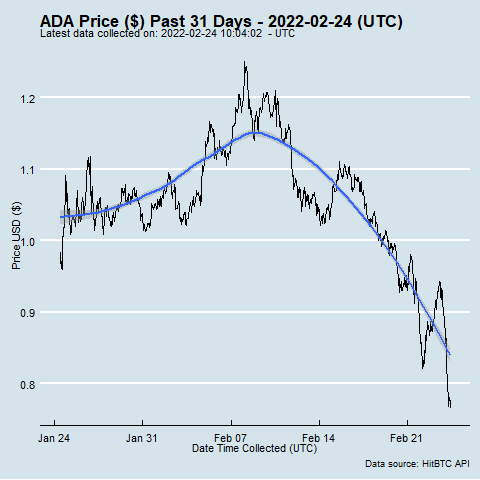 ADA Price ($) Past 31 Days - 2022-02-24 (UTC)
Latest data collected on: 2022-02-24 10:04:02 - UTC
1.2
1.1
1.0
0.9
0.8
Price USD ($)
Jan 24 Jan 31 Feb 07 Feb 14 Feb 21
Date Time Collected (UTC)
Data source: HitBTC API